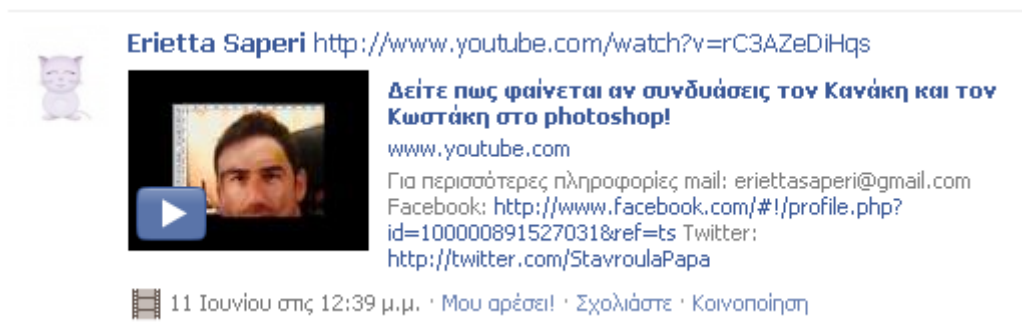 Erietta Saperi http://www.youtube.com/watch?v=rC3AZeDiHqs
Δείτε πως φαίνεται αν συνδυάσεις τον Κανάκη και τον
Κωστάκη στο photoshop!
www.youtube.com
Για περισσότερες πληροφορίες mail: eriettasaperi@gmail.com
Facebook: http://www.facebook.com/#!/profile.php?
id=100000891527031&ref=ts Twitter:
http://twitter.com/StavroulaPapa
11 Ιουνίου στις 12:39 μ.μ. · Μου αρέσει! · Σχολιάστε · Κοινοποίηση